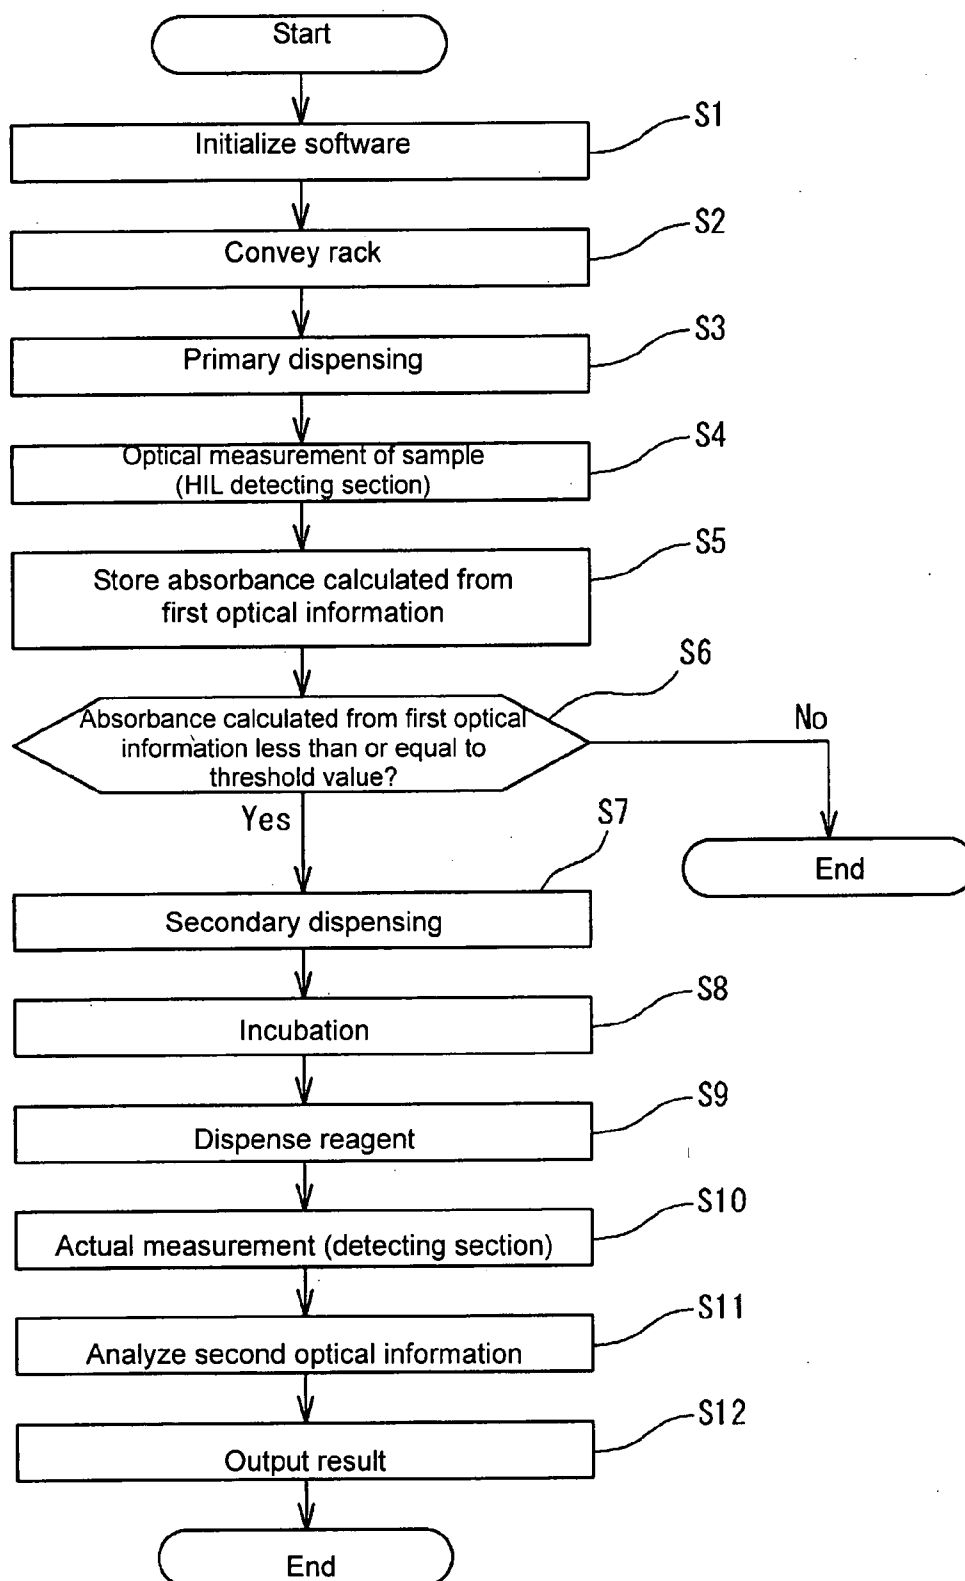 Start
S1
Initialize software
S2
Convey rack
S3
Primary dispensing
S4
Optical measurement of sample
(HIL detecting section)
S5
Store absorbance calculated from
first optical information
S6
Absorbance calculated from first optical
information less than or equal to
threshold value?
No
Yes
End
S7
Secondary dispensing
S8
Incubation
S9
Dispense reagent
S10
Actual measurement (detecting section)
S11
Analyze second optical information
S12
Output result
End